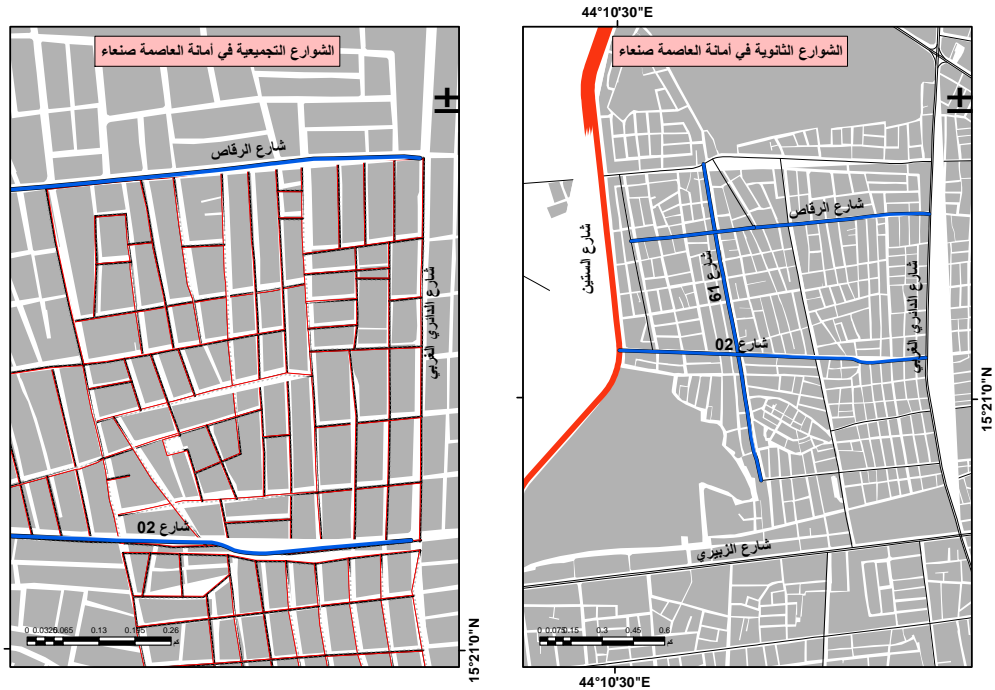 44°10'30"E
الشوارع الثانوية في أمانة العاصمة صنعاء
شارع الرقاص
شارع الستين
شارع 61
شارع الدائري الغربي
شارع 02
15°21'0"N
شارع الزبيري
0 0.075 0.15 0.3 0.45 0.6
كم
44°10'30"E
الشوارع التجميعية في أمانة العاصمة صنعاء
شارع الرقاص
شارع الدائري الغربي
شارع 02
0 0.0325 0.065 0.13 0.195 0.26
كم
15°21'0"N